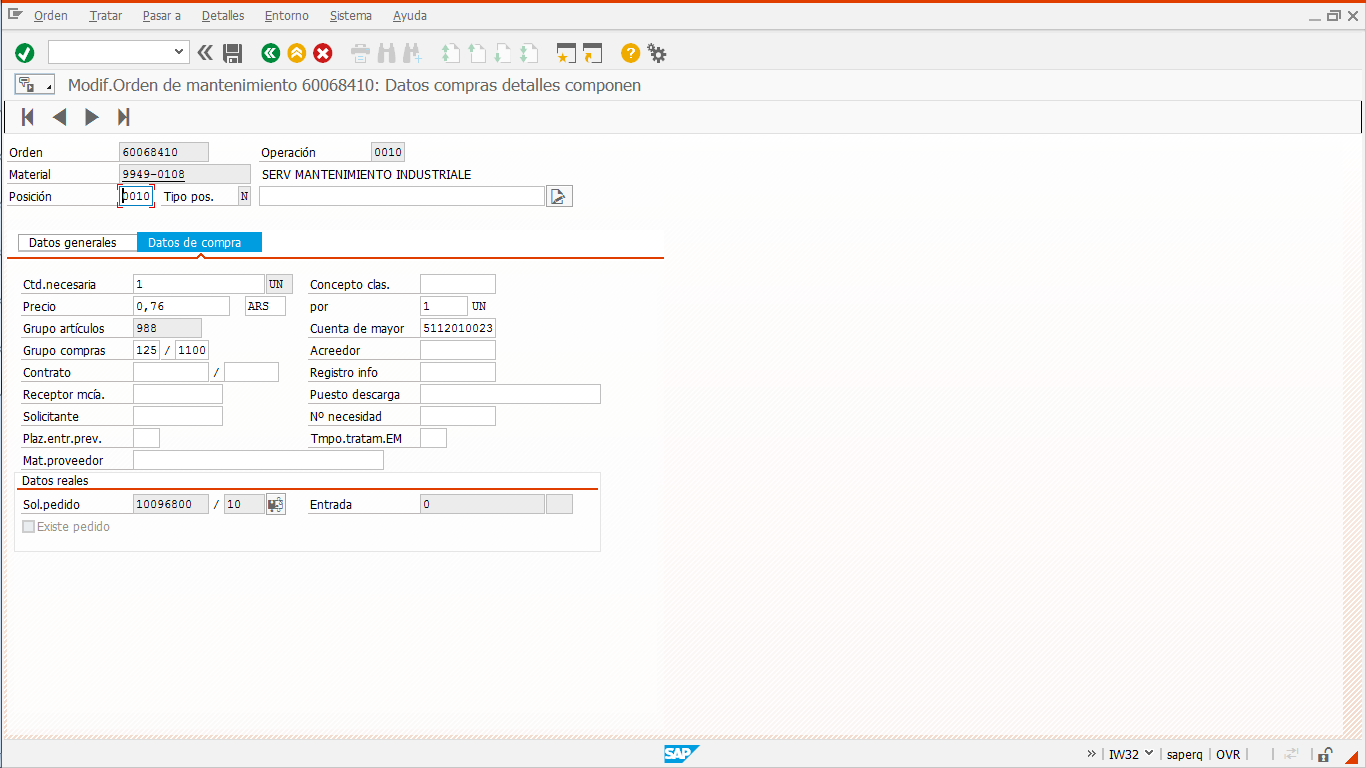 Orden Tratar Pasar a Detalles Entorno Sistema Ayuda
Modif.Orden de mantenimiento 60068410: Datos compras detalles componen
Orden 60068410 Operación 0010
Material 9949-0108 SERV MANTENIMIENTO INDUSTRIALE
Posición 0010 Tipo pos. N
Datos generales Datos de compra
Ctd.necesaria 1 UN Concepto clas.
Precio 0,76 ARS por 1 UN
Grupo artículos 988 Cuenta de mayor 5112010023
Grupo compras 125 / 1100 Acreedor
Contrato / Registro info
Receptor mcía. Puesto descarga
Solicitante Nº necesidad
Plaz.entr.prev. Tmpo.tratam.EM
Mat.proveedor
Datos reales
Sol.pedido 10096800 / 10 Entrada 0
Existe pedido
SAP » IW32 saperq OVR